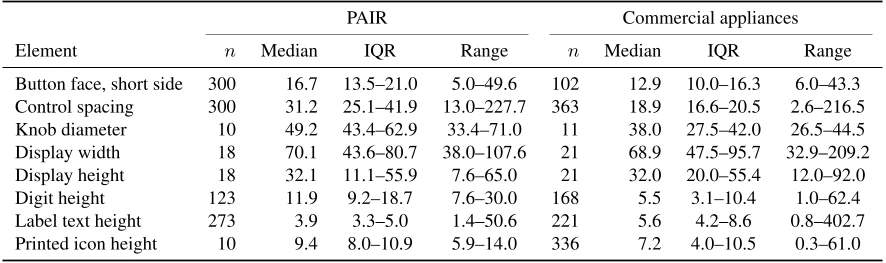 PAIR Commercial appliances
Element n Median IQR Range n Median IQR Range
Button face, short side 300 16.7 13.5–21.0 5.0–49.6 102 12.9 10.0–16.3 6.0–43.3
Control spacing 300 31.2 25.1–41.9 13.0–227.7 363 18.9 16.6–20.5 2.6–216.5
Knob diameter 10 49.2 43.4–62.9 33.4–71.0 11 38.0 27.5–42.0 26.5–44.5
Display width 18 70.1 43.6–80.7 38.0–107.6 21 68.9 47.5–95.7 32.9–209.2
Display height 18 32.1 11.1–55.9 7.6–65.0 21 32.0 20.0–55.4 12.0–92.0
Digit height 123 11.9 9.2–18.7 7.6–30.0 168 5.5 3.1–10.4 1.0–62.4
Label text height 273 3.9 3.3–5.0 1.4–50.6 221 5.6 4.2–8.6 0.8–402.7
Printed icon height 10 9.4 8.0–10.9 5.9–14.0 336 7.2 4.0–10.5 0.3–61.0